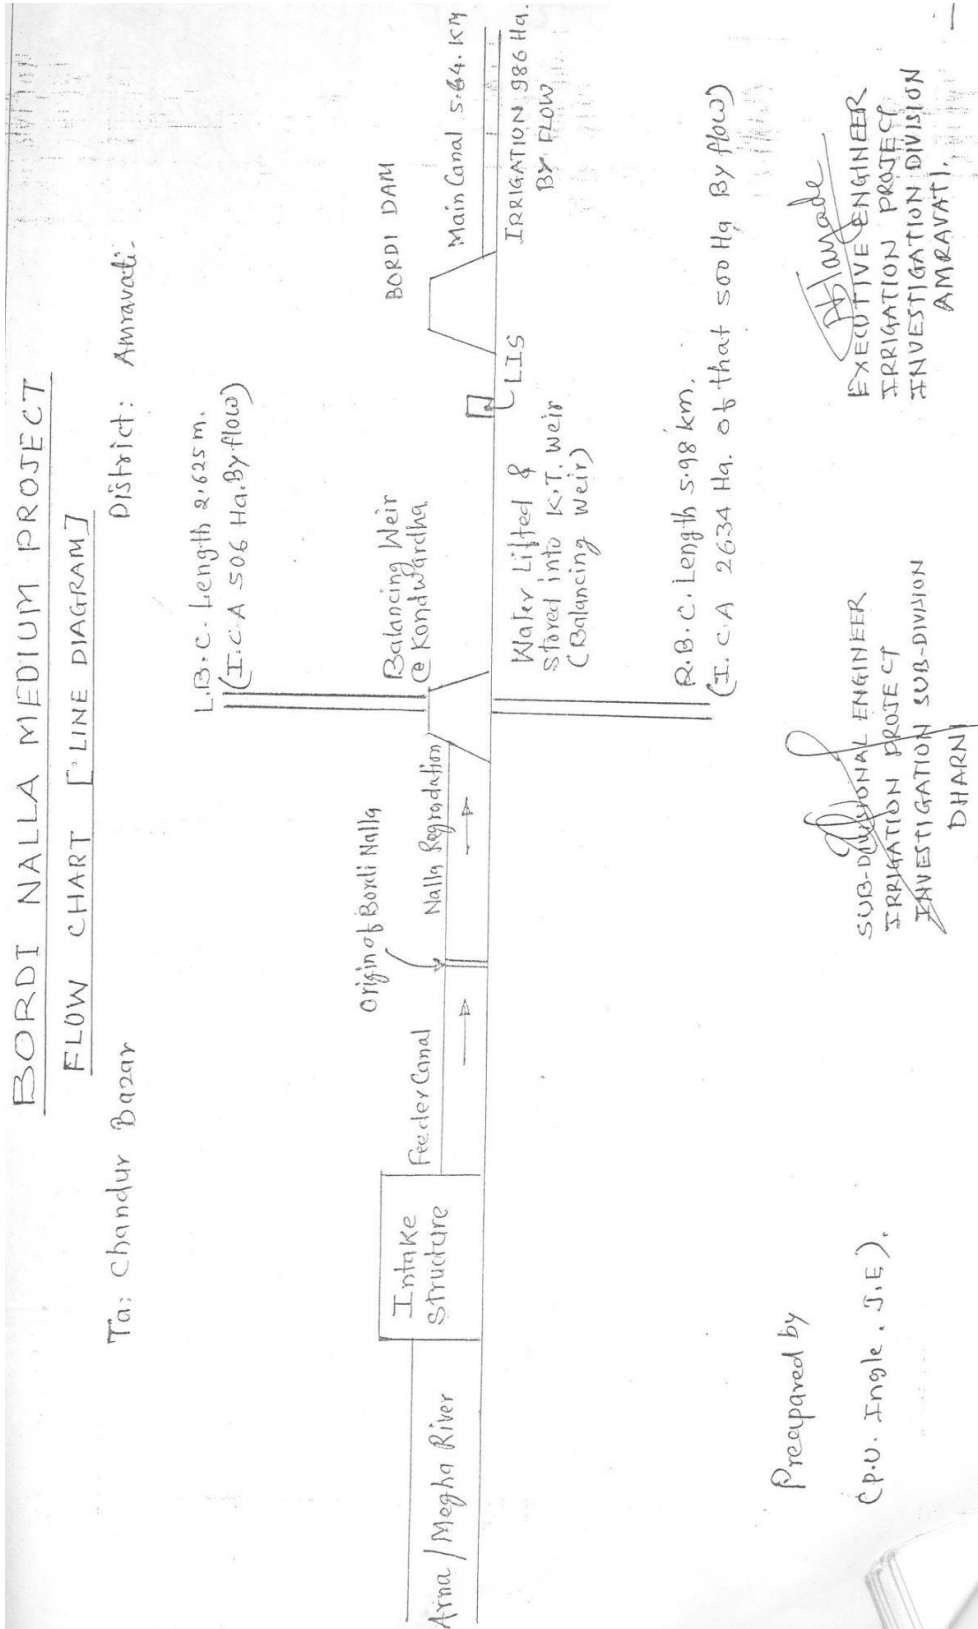 BORDI NALLA MEDIUM PROJECT
FLOW CHART [LINE DIAGRAM]
Ta: Chandur Bazar
District: Amravati.
L.B.C. Length 2.625 m.
(I.C.A 506 Ha. By flow)
Origin of Bordi Nalla
Balancing Weir
@ Kondwardha
BORDI DAM
Arna / Megha River
Intake
Structure
Feeder Canal
Nalla Regradation
Main Canal 5.64. KM
Water Lifted &
Stored into K.T. Weir
(Balancing Weir)
LIS
IRRIGATION 986 Ha.
BY FLOW
R.B.C. Length 5.98 km.
(I.C.A 2634 Ha. of that 500 Ha By flow)
Preapared by
(P.U. Ingle. J.E).
SUB-DIVISIONAL ENGINEER
IRRIGATION PROJECT
INVESTIGATION SUB-DIVISION
DHARNI
EXECUTIVE ENGINEER
IRRIGATION PROJECT
INVESTIGATION DIVISION
AMRAVATI).